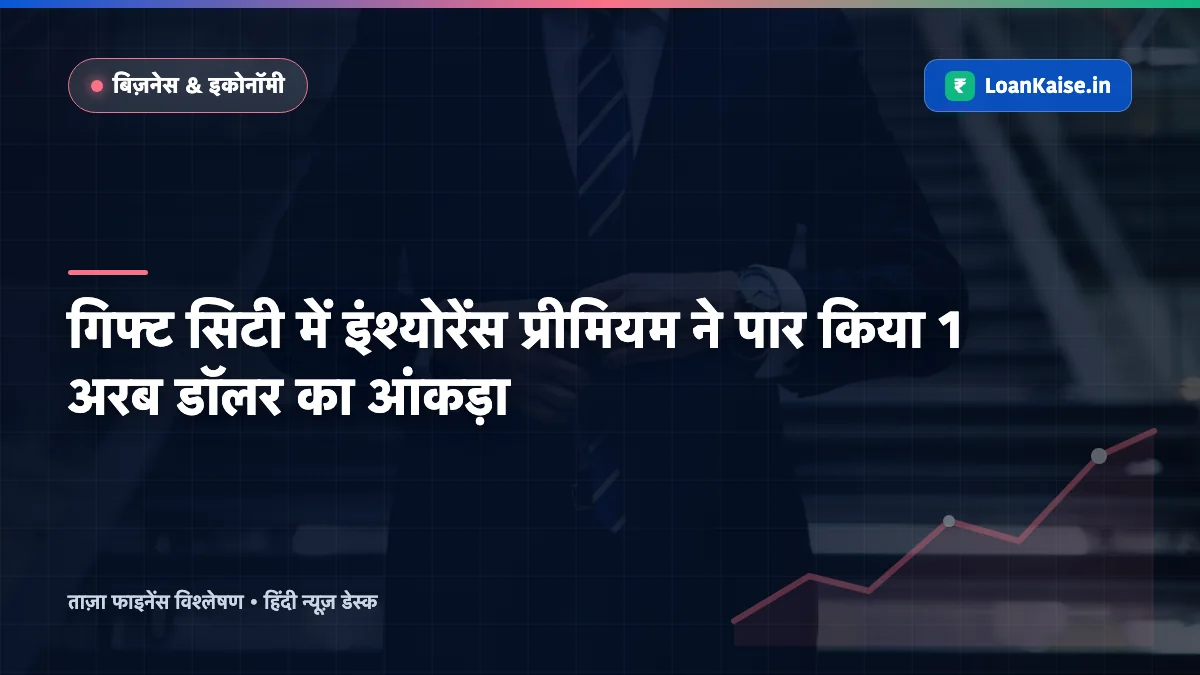 बिज़नेस & इकोनॉमी
₹ LoanKaise.in
गिफ्ट सिटी में इंश्योरेंस प्रीमियम ने पार किया 1
अरब डॉलर का आंकड़ा
ताज़ा फाइनेंस विश्लेषण • हिंदी न्यूज़ डेस्क